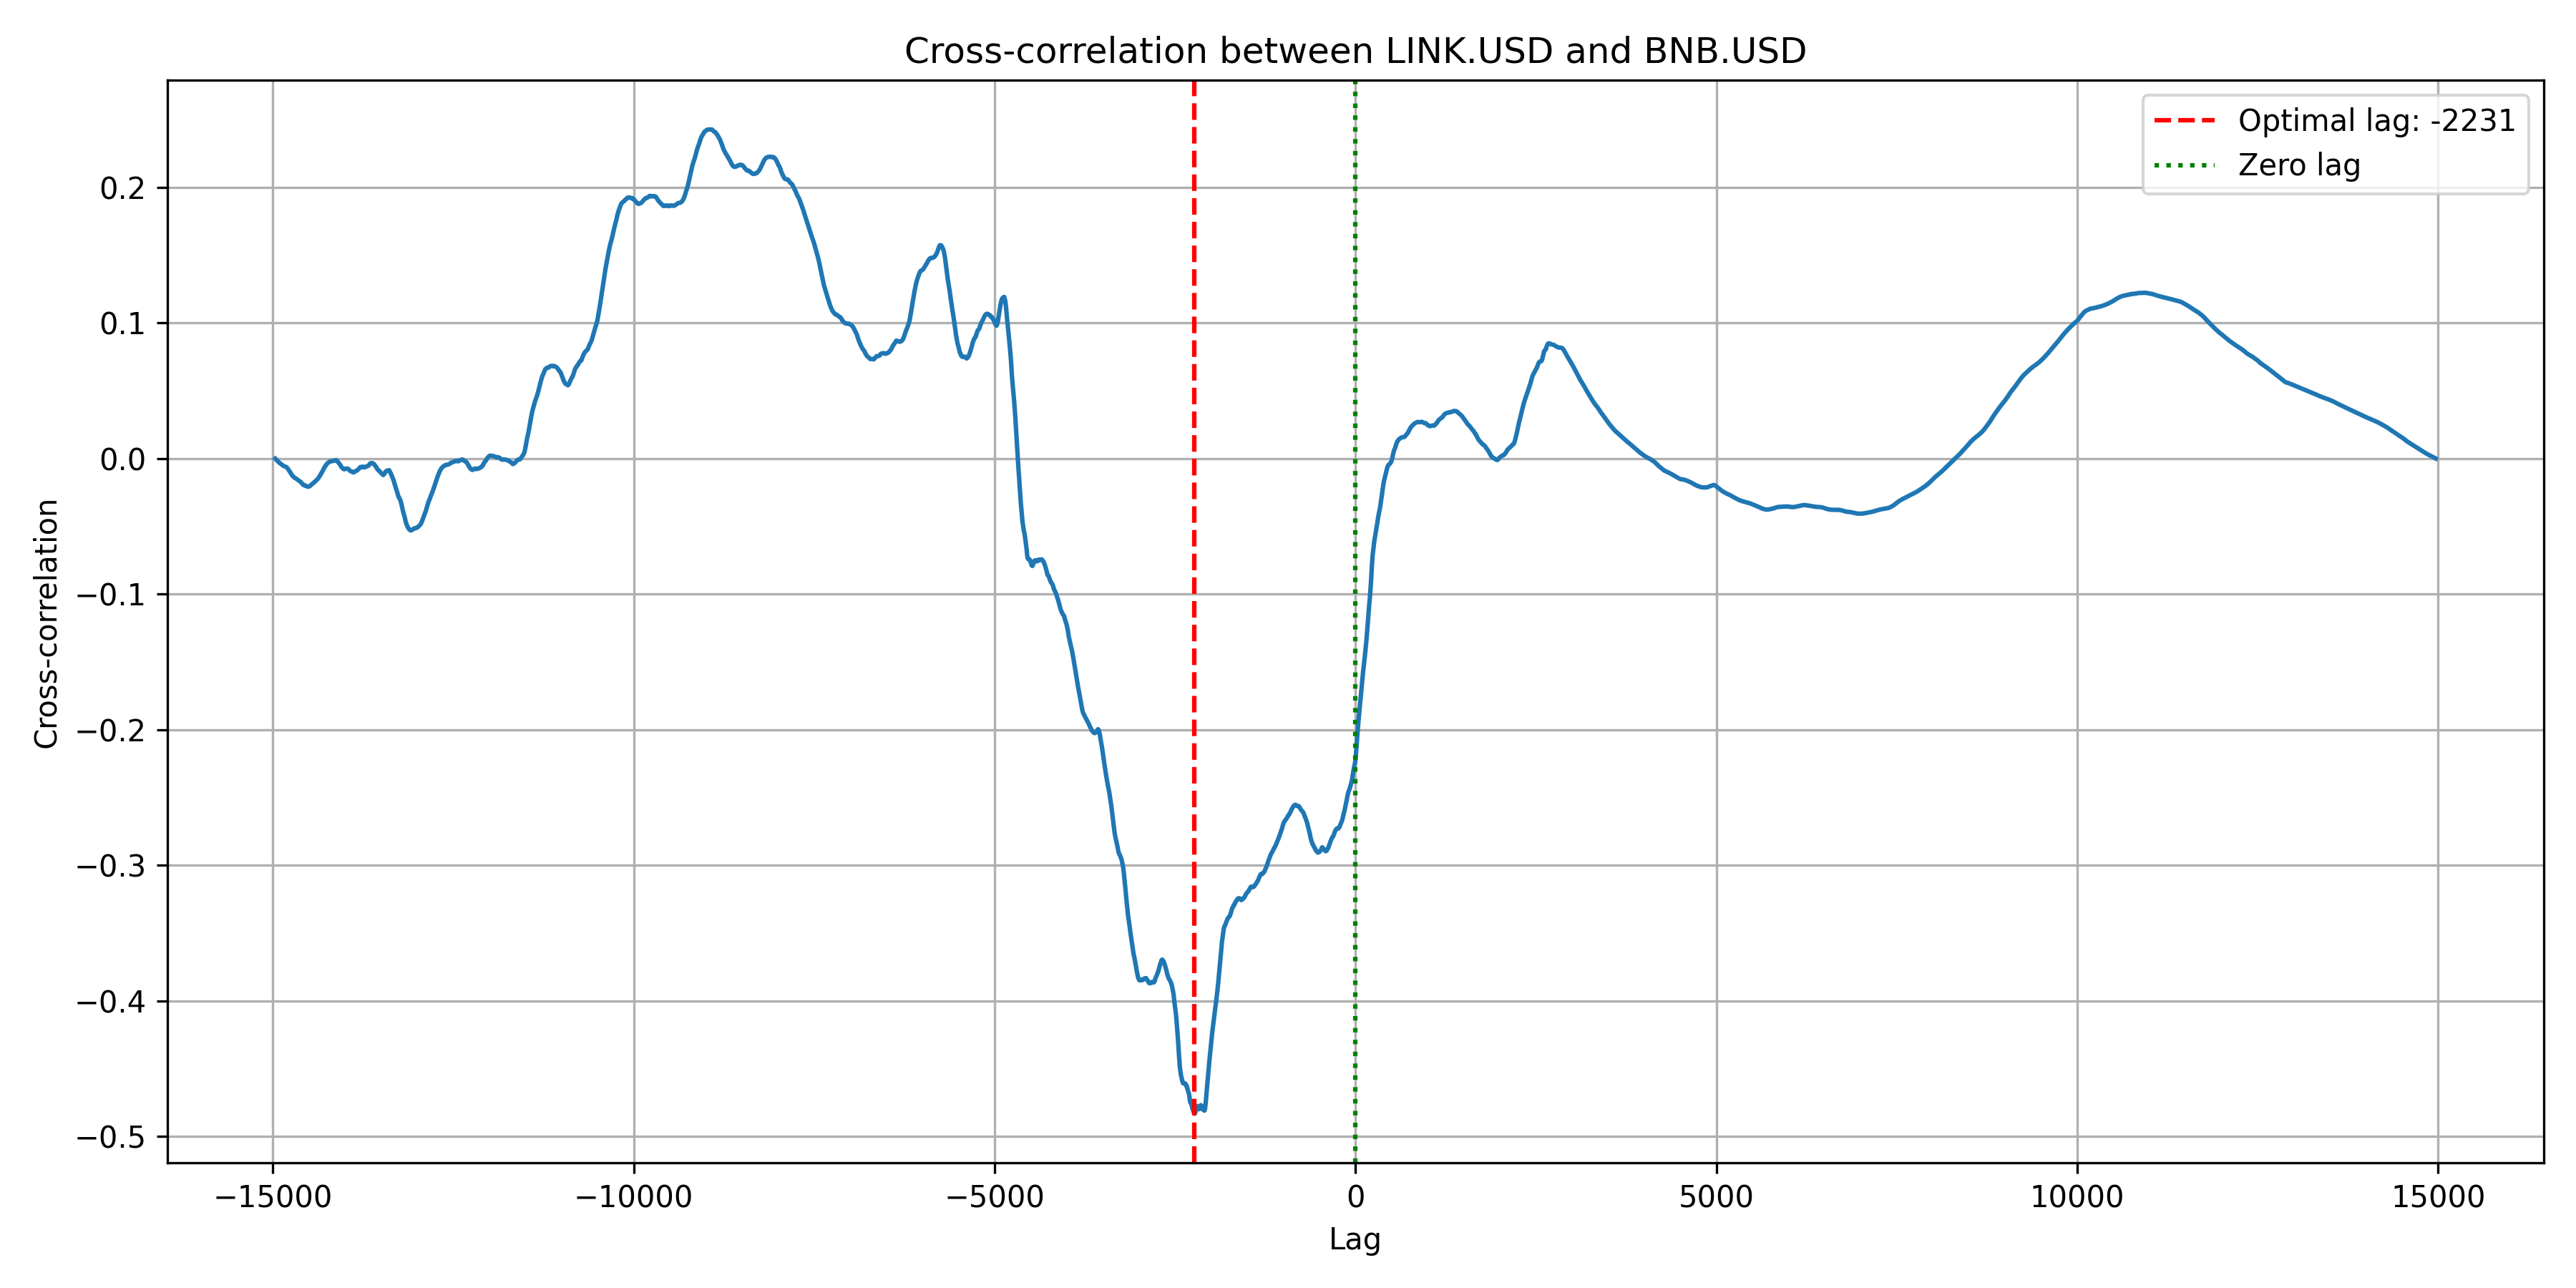 Cross-correlation between LINK.USD and BNB.USD
Optimal lag: -2231
Zero lag
Cross-correlation
0.2
0.1
0.0
−0.1
−0.2
−0.3
−0.4
−0.5
−15000 −10000 −5000 0 5000 10000 15000
Lag